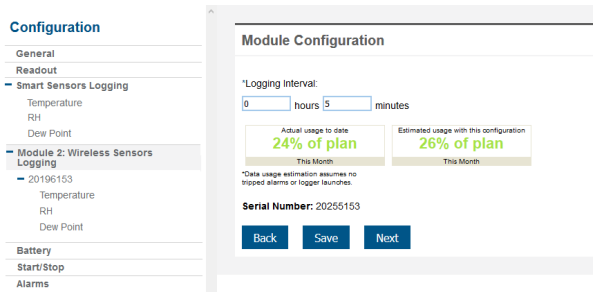 Configuration
General
Readout
Smart Sensors Logging
Temperature
RH
Dew Point
Module 2: Wireless Sensors
Logging
20196153
Temperature
RH
Dew Point
Battery
Start/Stop
Alarms
Module Configuration
*Logging Interval:
0 hours 5 minutes
Actual usage to date
24% of plan
This Month
Estimated usage with this configuration
26% of plan
This Month
*Data usage estimation assumes no
tripped alarms or logger launches.
Serial Number: 20255153
Back Save Next